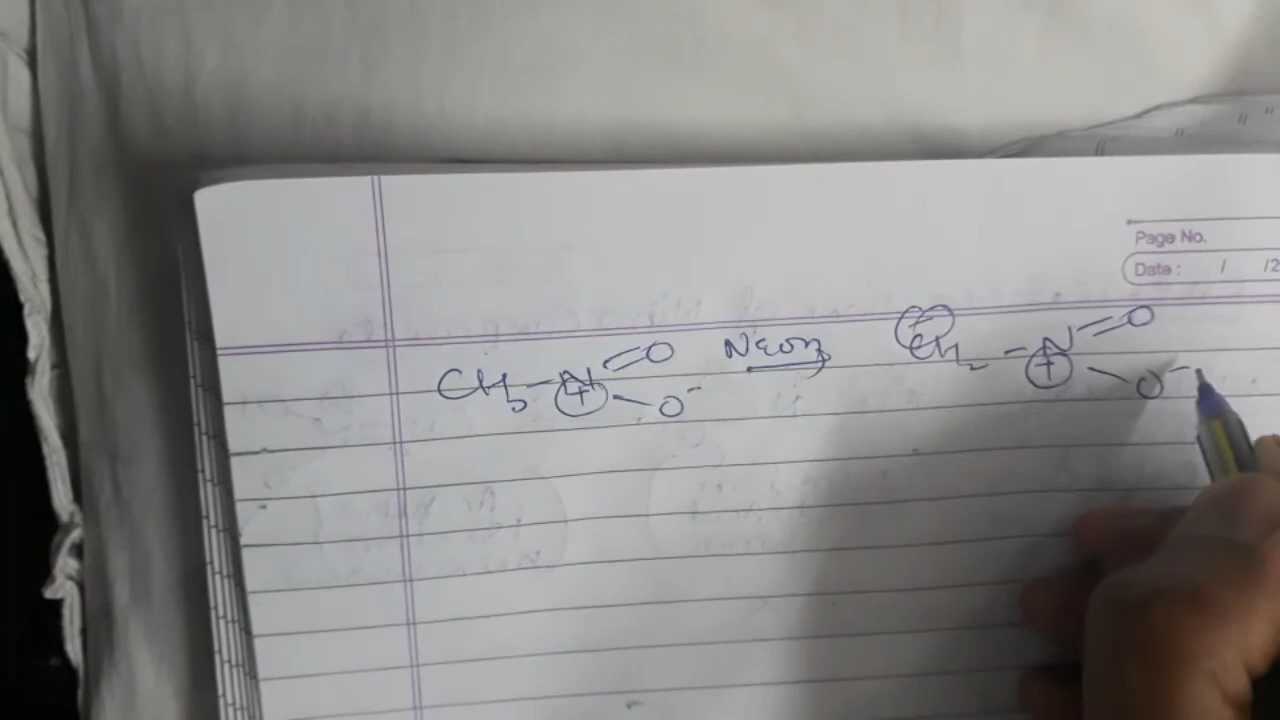 Page No.
Date : / /2
CH3-N⊕ =O -O⁻ NaOH ⊖CH2-N⊕ =O -O⁻